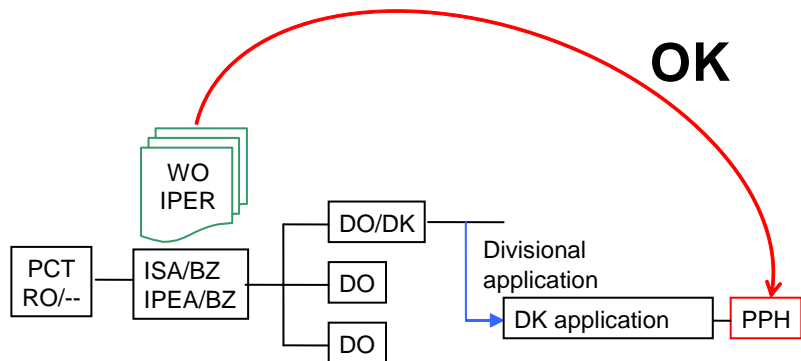 OK
WO
IPER
PCT
RO/--
ISA/BZ
IPEA/BZ
DO/DK
DO
DO
Divisional
application
DK application
PPH